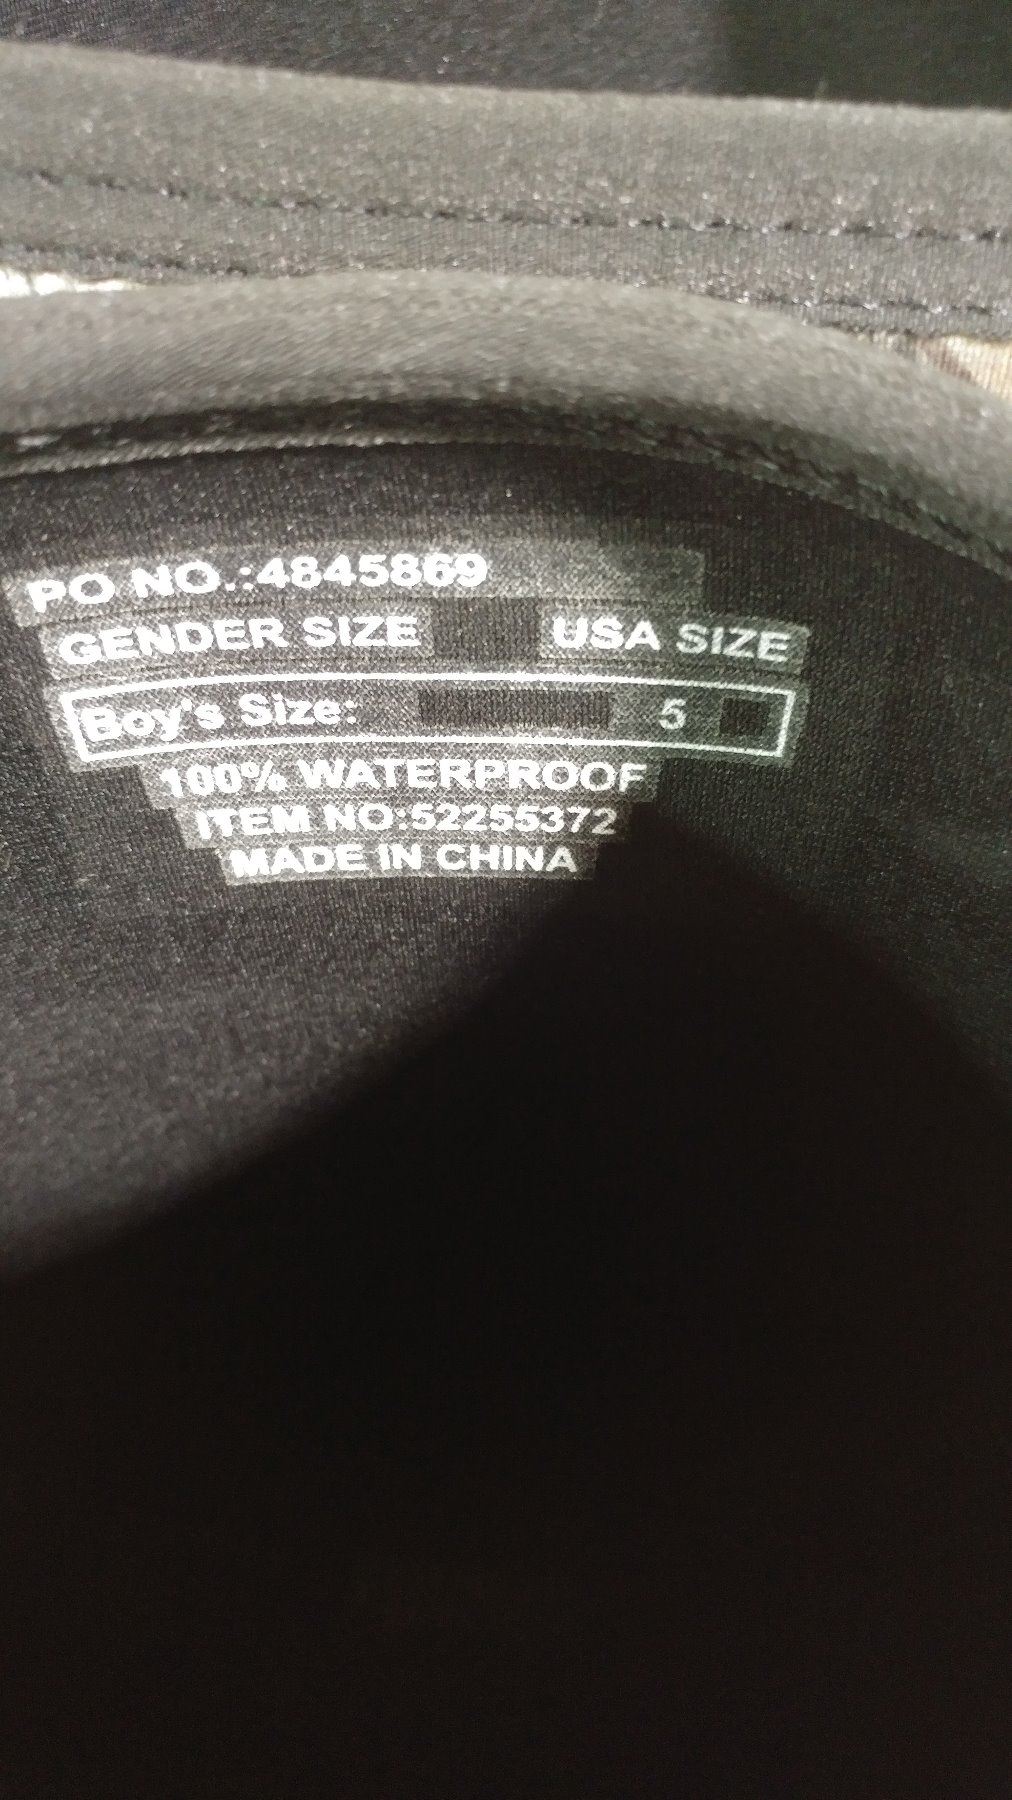 PO NO.:4845869
GENDER SIZE USA SIZE
Boy's Size: 5
100% WATERPROOF
ITEM NO:52255372
MADE IN CHINA